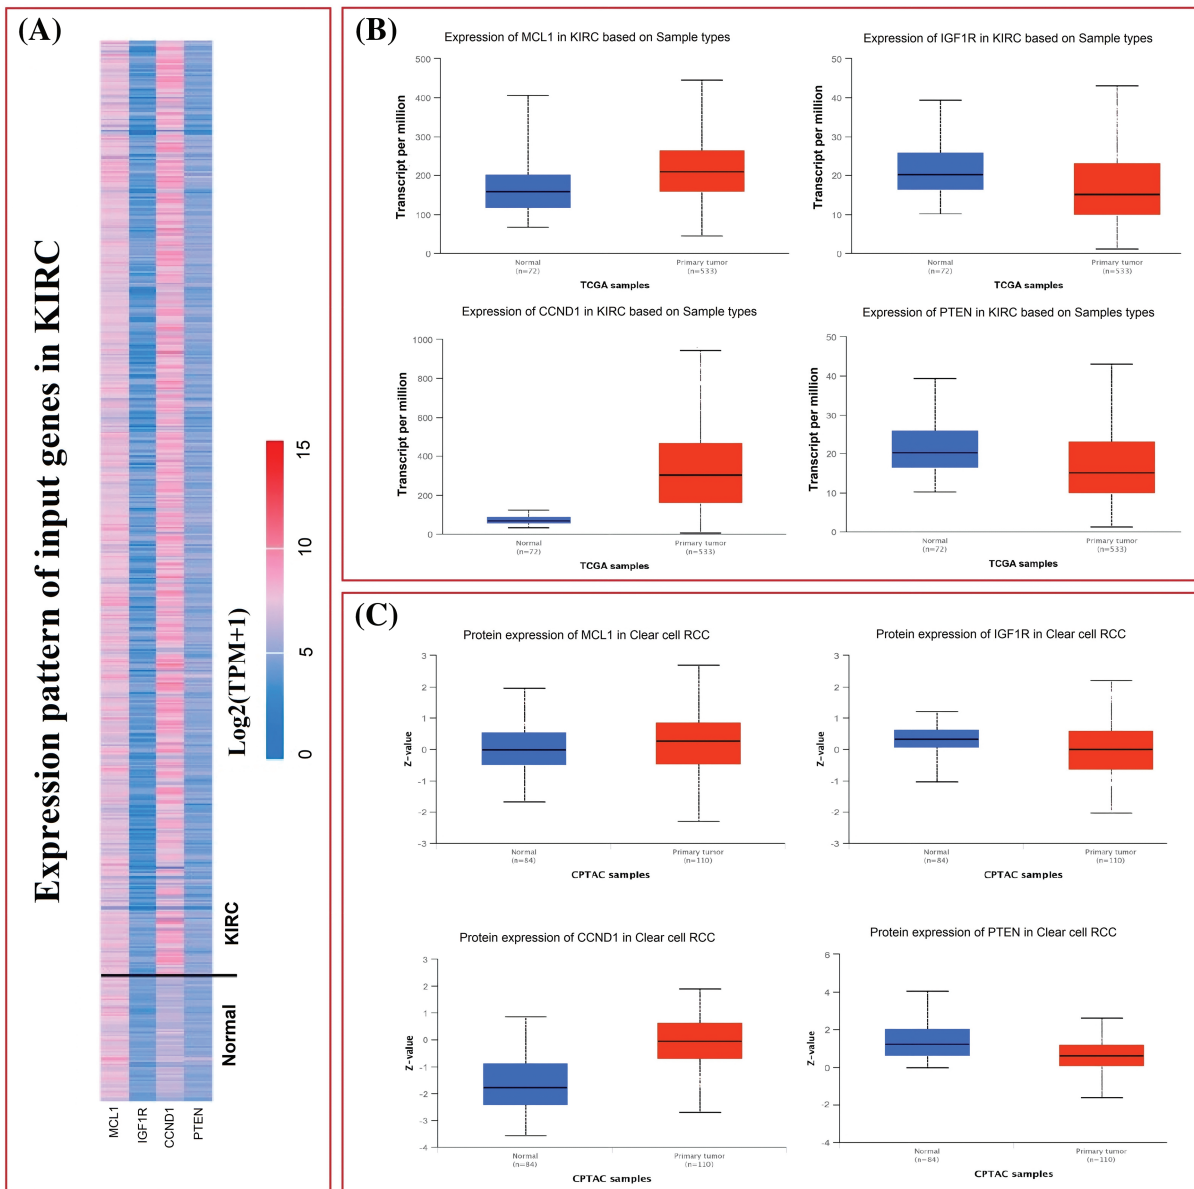 (A)
Expression pattern of input genes in KIRC
KIRC
Normal
MCL1
IGF1R
CCND1
PTEN
Log2(TPM+1)
15
10
5
0
(B)
Expression of MCL1 in KIRC based on Sample types
Transcript per million
500
400
300
200
100
0
Normal
(n=72)
Primary tumor
(n=533)
TCGA samples
Expression of IGF1R in KIRC based on Sample types
Transcript per million
50
40
30
20
10
0
Normal
(n=72)
Primary tumor
(n=533)
TCGA samples
Expression of CCND1 in KIRC based on Sample types
Transcript per million
1000
800
600
400
200
0
Normal
(n=72)
Primary tumor
(n=533)
TCGA samples
Expression of PTEN in KIRC based on Samples types
Transcript per million
50
40
30
20
10
0
Normal
(n=72)
Primary tumor
(n=533)
TCGA samples
(C)
Protein expression of MCL1 in Clear cell RCC
Z-value
3
2
1
0
-1
-2
-3
Normal
(n=84)
Primary tumor
(n=110)
CPTAC samples
Protein expression of IGF1R in Clear cell RCC
Z-value
3
2
1
0
-1
-2
-3
Normal
(n=84)
Primary tumor
(n=110)
CPTAC samples
Protein expression of CCND1 in Clear cell RCC
Z-value
3
2
1
0
-1
-2
-3
-4
Normal
(n=84)
Primary tumor
(n=110)
CPTAC samples
Protein expression of PTEN in Clear cell RCC
Z-value
6
4
2
0
-2
-4
Normal
(n=84)
Primary tumor
(n=110)
CPTAC samples